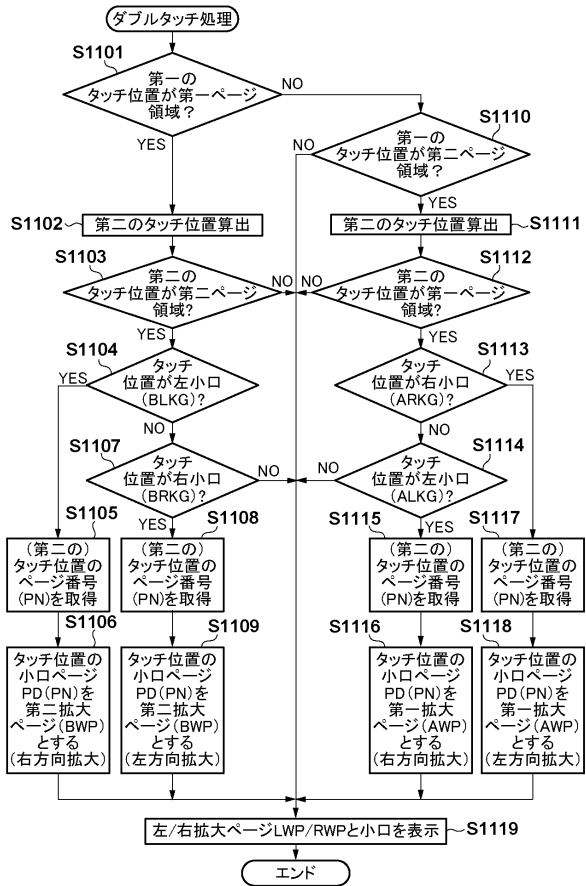 ダブルタッチ処理
S1101
第一の
タッチ位置が第一ページ
領域？
NO
YES
S1110
第一の
タッチ位置が第二ページ
領域？
NO
YES
S1102
第二のタッチ位置算出
第二のタッチ位置算出
S1111
S1103
第二の
タッチ位置が第二ページ
領域?
NO
YES
S1112
第二の
タッチ位置が第一ページ
領域?
NO
YES
S1104
タッチ
位置が左小口
(BLKG)？
YES
NO
S1113
タッチ
位置が右小口
(ARKG)？
YES
NO
S1107
タッチ
位置が右小口
(BRKG)？
NO
YES
S1114
タッチ
位置が左小口
(ALKG)？
NO
YES
S1105
(第二の)
タッチ位置の
ページ番号
(PN)を取得
S1108
(第二の)
タッチ位置の
ページ番号
(PN)を取得
S1115
(第二の)
タッチ位置の
ページ番号
(PN)を取得
S1117
(第二の)
タッチ位置の
ページ番号
(PN)を取得
S1106
タッチ位置の
小口ページ
PD(PN)を
第二拡大
ページ(BWP)
とする
(右方向拡大)
S1109
タッチ位置の
小口ページ
PD(PN)を
第二拡大
ページ(BWP)
とする
(左方向拡大)
S1116
タッチ位置の
小口ページ
PD(PN)を
第一拡大
ページ(AWP)
とする
(右方向拡大)
S1118
タッチ位置の
小口ページ
PD(PN)を
第一拡大
ページ(AWP)
とする
(左方向拡大)
左/右拡大ページLWP/RWPと小口を表示
S1119
エンド